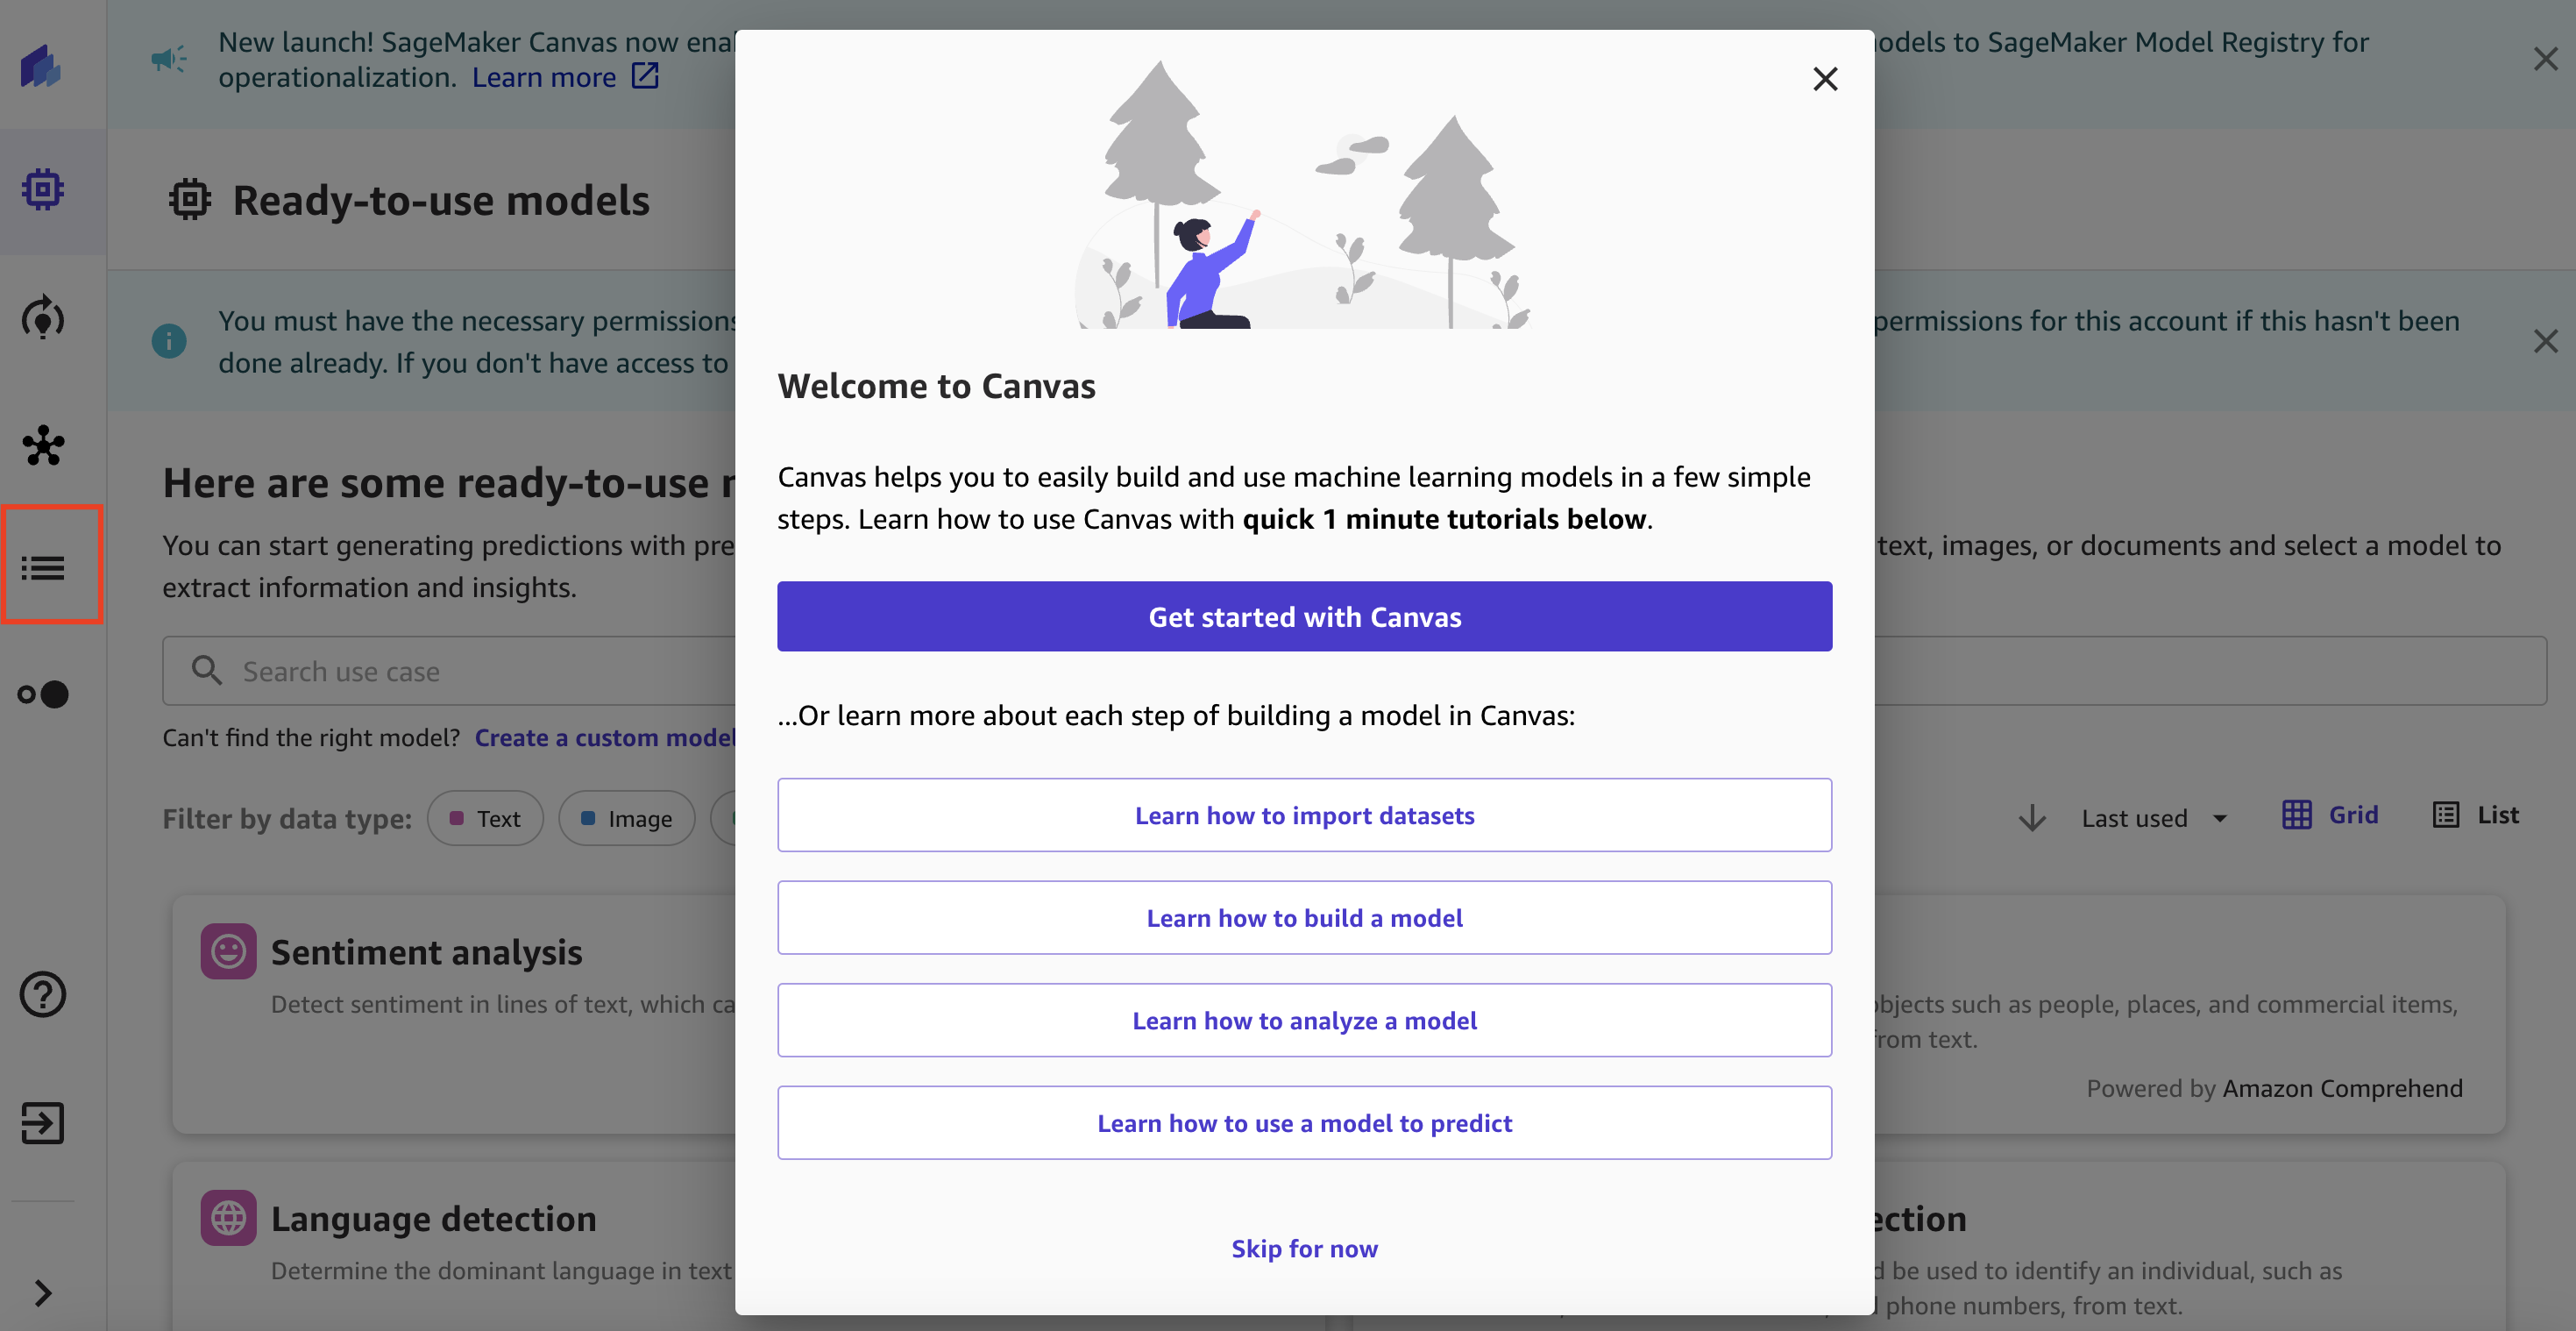 New launch! SageMaker Canvas now
models to SageMaker Model Registry for
operationalization. Learn more
Ready-to-use models
You must have the necessary permissions
permissions for this account if this hasn't been
done already. If you don't have access to
Welcome to Canvas
Canvas helps you to easily build and use machine learning models in a few simple
steps. Learn how to use Canvas with quick 1 minute tutorials below.
Here are some ready-to-use
You can start generating predictions with
text, images, or documents and select a model to
extract information and insights.
Get started with Canvas
Search use case
...Or learn more about each step of building a model in Canvas:
Can't find the right model? Create a custom model
Filter by data type: Text Image
Last used Grid List
Learn how to import datasets
Learn how to build a model
Learn how to analyze a model
Learn how to use a model to predict
Skip for now
Sentiment analysis
Detect sentiment in lines of text, which
objects such as people, places, and commercial items,
from text.
Powered by Amazon Comprehend
Language detection
Determine the dominant language in text
be used to identify an individual, such as
phone numbers, from text.